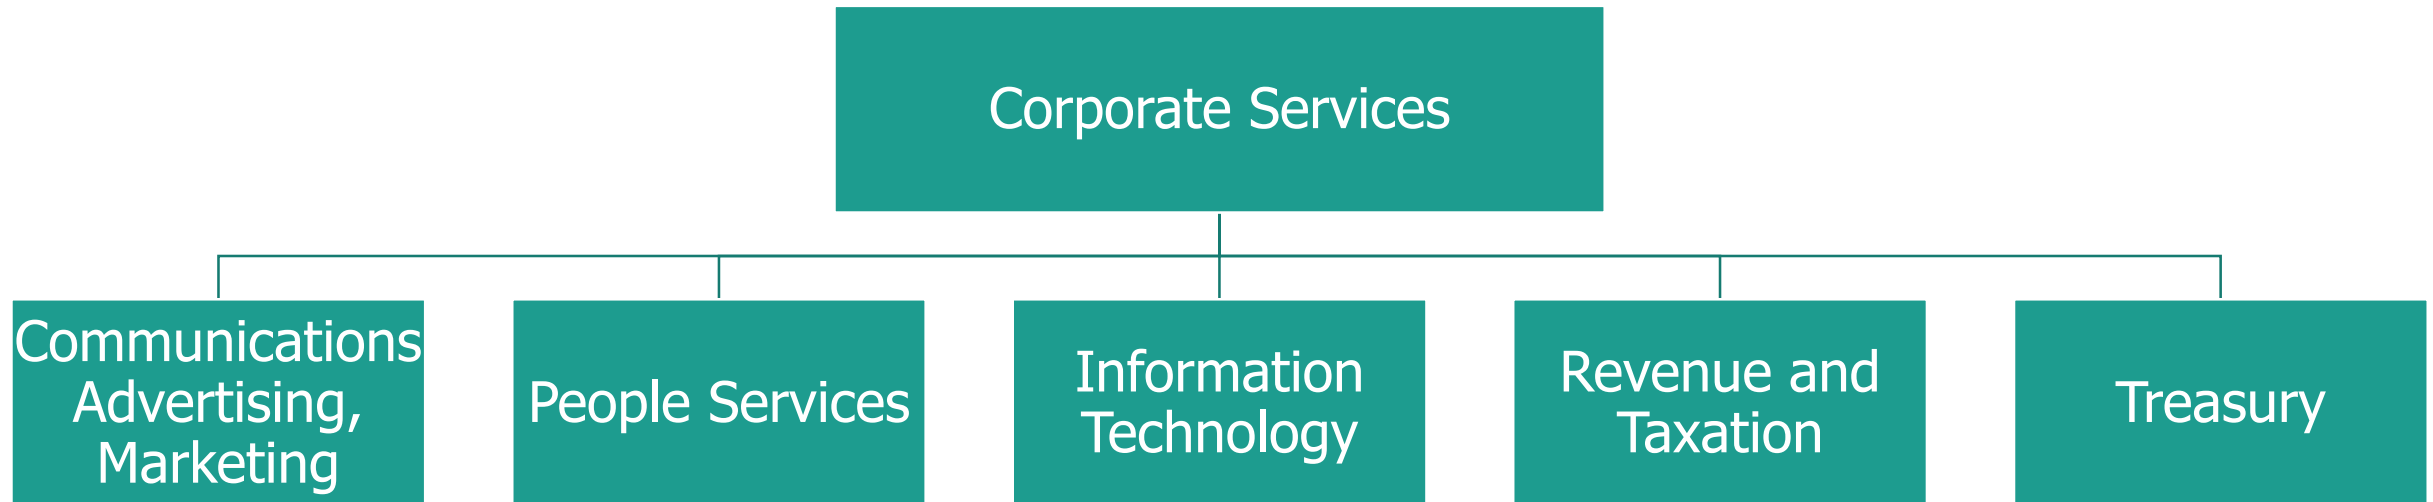 Corporate Services
Communications
Advertising,
Marketing
People Services
Information
Technology
Revenue and
Taxation
Treasury